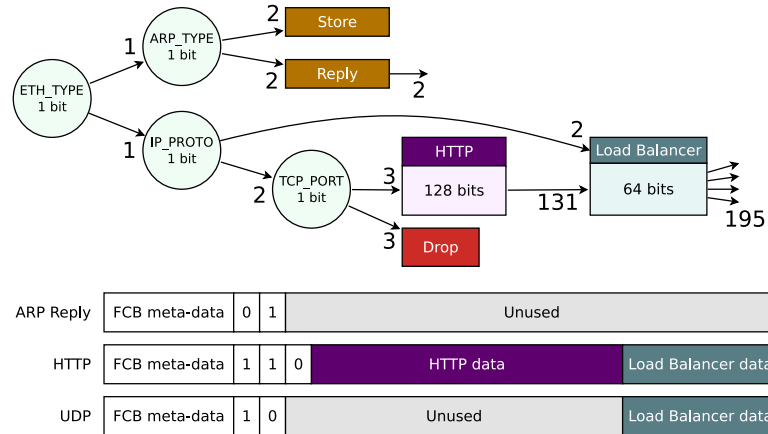 2
Store
ARP_TYPE
1 bit
1
2
Reply
2
ETH_TYPE
1 bit
1
IP_PROTO
1 bit
2
HTTP
Load Balancer
2
TCP_PORT
1 bit
3
128 bits
131
64 bits
195
3
Drop
ARP Reply FCB meta-data 0 1 Unused
HTTP FCB meta-data 1 1 0 HTTP data Load Balancer data
UDP FCB meta-data 1 0 Unused Load Balancer data